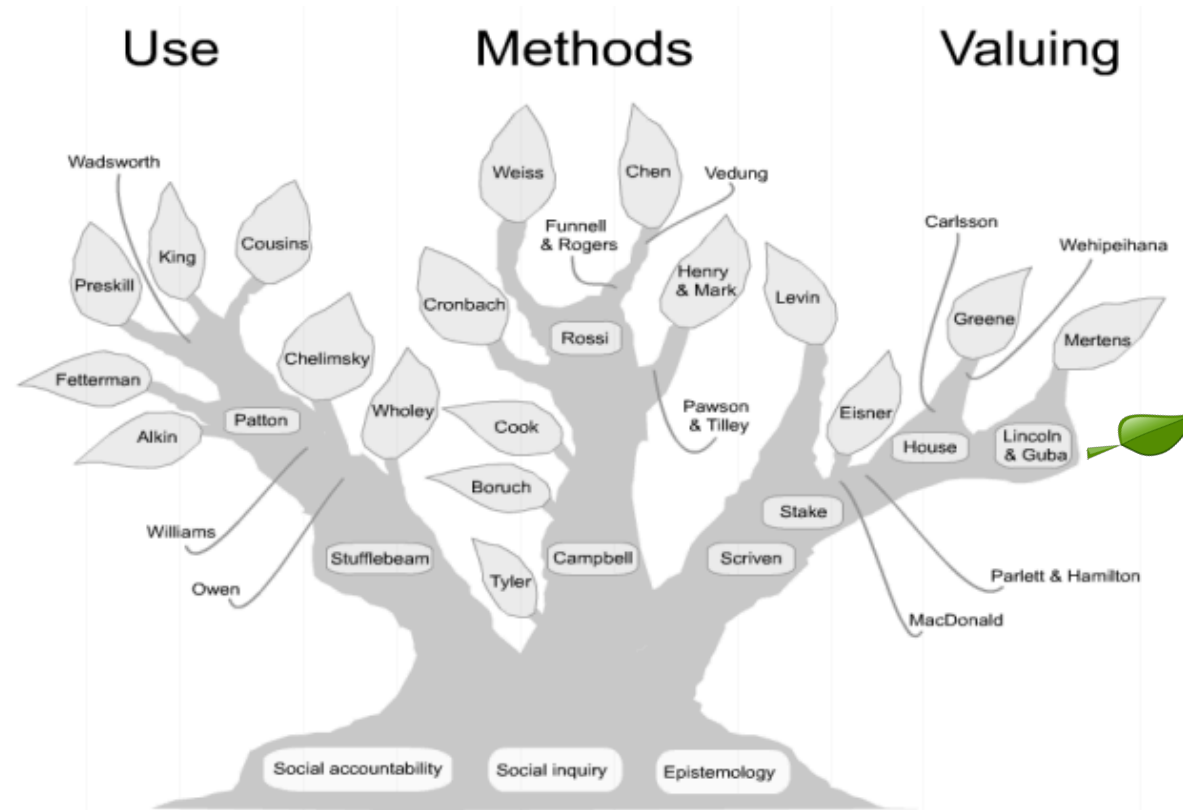 Use
Methods
Valuing
Wadsworth
Weiss
Chen
Vedung
King
Cousins
Preskill
Funnell
& Rogers
Carlsson
Wehipeihana
Henry
& Mark
Cronbach
Levin
Greene
Rossi
Mertens
Chelimsky
Fetterman
Wholey
Patton
Pawson
& Tilley
Eisner
Alkin
Cook
House
Lincoln
& Guba
Boruch
Stake
Williams
Stufflebeam
Campbell
Scriven
Tyler
Owen
Parlett & Hamilton
MacDonald
Social accountability
Social inquiry
Epistemology